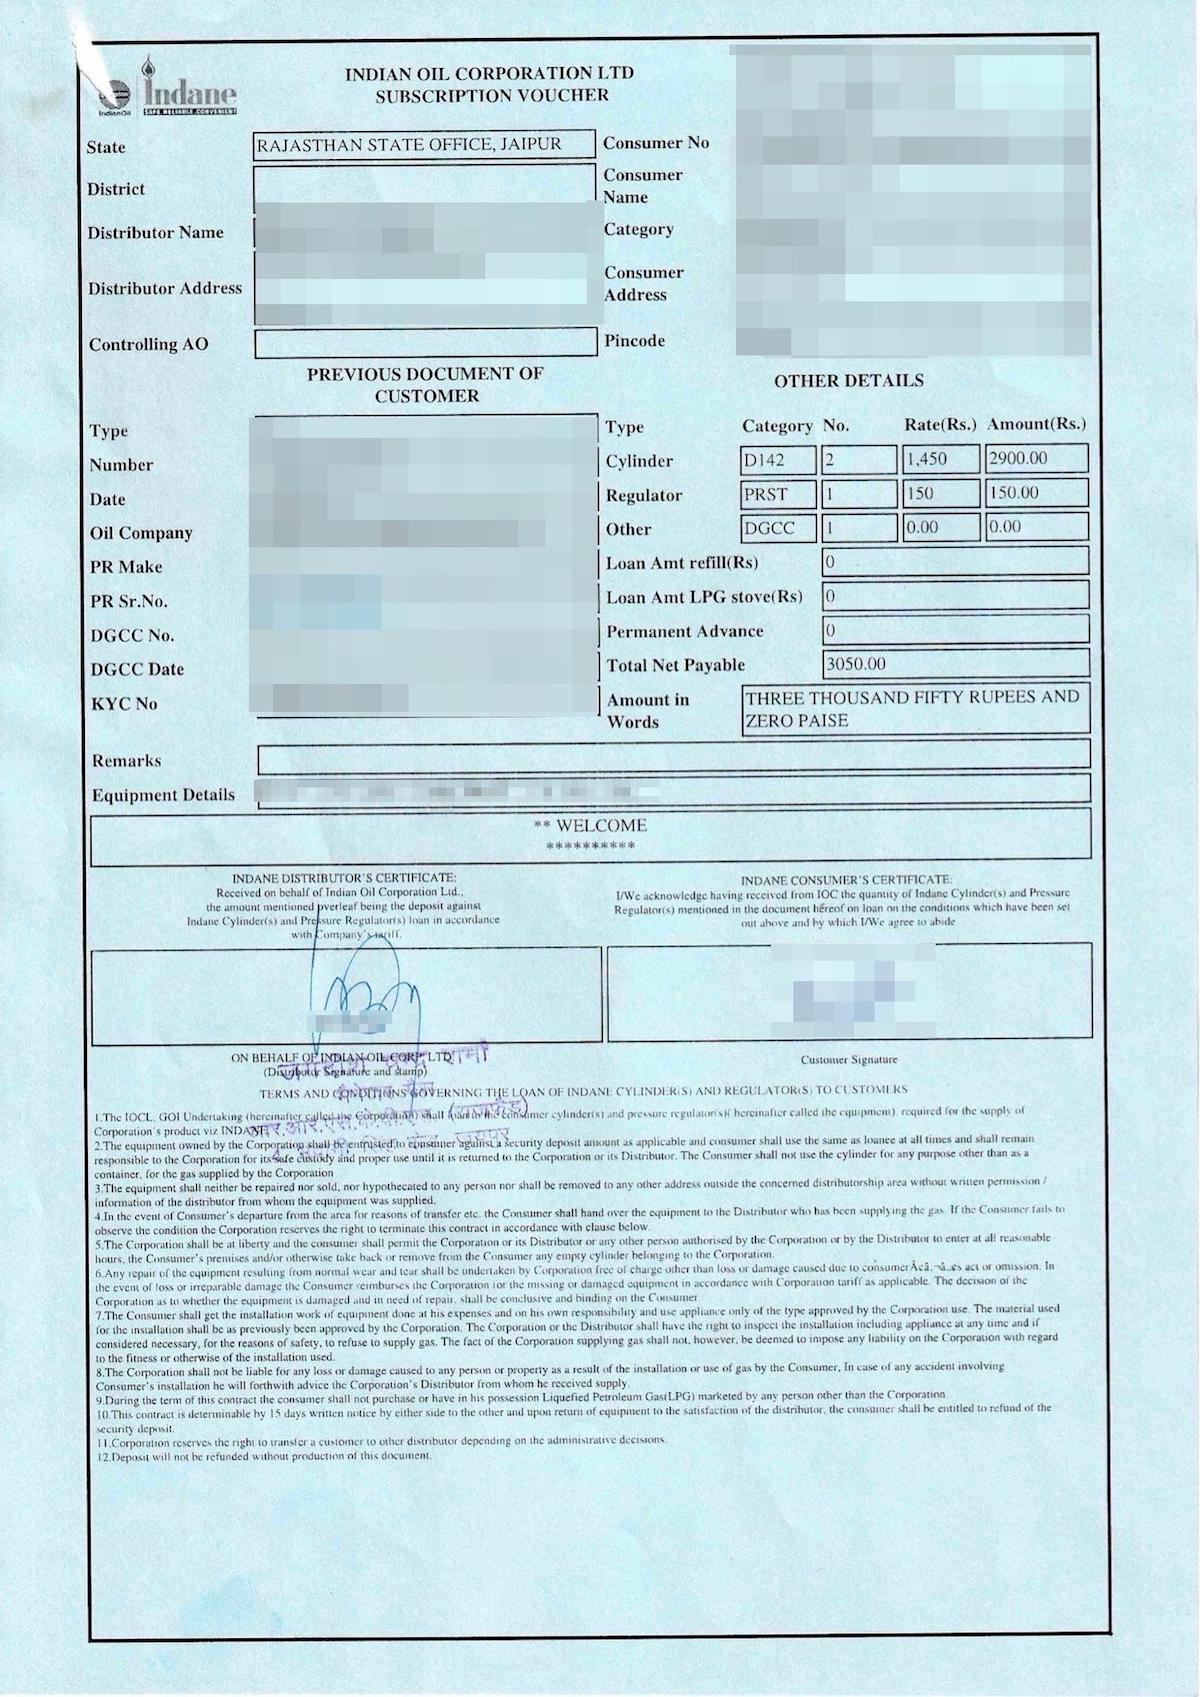 IndianOil
Indane
SAFE. RELIABLE. CONVENIENT
INDIAN OIL CORPORATION LTD
SUBSCRIPTION VOUCHER
State RAJASTHAN STATE OFFICE, JAIPUR
District
Distributor Name
Distributor Address
Controlling AO
Consumer No
Consumer
Name
Category
Consumer
Address
Pincode
PREVIOUS DOCUMENT OF
CUSTOMER
Type
Number
Date
Oil Company
PR Make
PR Sr.No.
DGCC No.
DGCC Date
KYC No
OTHER DETAILS
Type Category No. Rate(Rs.) Amount(Rs.)
Cylinder D142 2 1,450 2900.00
Regulator PRST 1 150 150.00
Other DGCC 1 0.00 0.00
Loan Amt refill(Rs) 0
Loan Amt LPG stove(Rs) 0
Permanent Advance 0
Total Net Payable 3050.00
Amount in THREE THOUSAND FIFTY RUPEES AND
Words ZERO PAISE
Remarks
Equipment Details
** WELCOME
**********
INDANE DISTRIBUTOR'S CERTIFICATE:
Received on behalf of Indian Oil Corporation Ltd.,
the amount mentioned overleaf being the deposit against
Indane Cylinder(s) and Pressure Regulator(s) loan in accordance
with Company's tariff.
INDANE CONSUMER'S CERTIFICATE:
I/We acknowledge having received from IOC the quantity of Indane Cylinder(s) and Pressure
Regulator(s) mentioned in the document hereof on loan on the conditions which have been set
out above and by which I/We agree to abide
ON BEHALF OF INDIAN OIL CORP. LTD
(Distributor Signature and stamp)
Customer Signature
TERMS AND CONDITIONS GOVERNING THE LOAN OF INDANE CYLINDER(S) AND REGULATOR(S) TO CUSTOMERS
1.The IOCL, GOI Undertaking (hereinafter called the Corporation) shall loan to the consumer cylinder(s) and pressure regulator(s)( hereinafter called the equipment), required for the supply of
Corporation's product viz INDANE
2.The equipment owned by the Corporation shall be entrusted to consumer against a security deposit amount as applicable and consumer shall use the same as loanee at all times and shall remain
responsible to the Corporation for its safe custody and proper use until it is returned to the Corporation or its Distributor. The Consumer shall not use the cylinder for any purpose other than as a
container, for the gas supplied by the Corporation
3.The equipment shall neither be repaired nor sold, nor hypothecated to any person nor shall be removed to any other address outside the concerned distributorship area without written permission /
information of the distributor from whom the equipment was supplied.
4.In the event of Consumer's departure from the area for reasons of transfer etc, the Consumer shall hand over the equipment to the Distributor who has been supplying the gas. If the Consumer fails to
observe the condition the Corporation reserves the right to terminate this contract in accordance with clause below.
5.The Corporation shall be at liberty and the consumer shall permit the Corporation or its Distributor or any other person authorised by the Corporation or by the Distributor to enter at all reasonable
hours, the Consumer's premises and/or otherwise take back or remove from the Consumer any empty cylinder belonging to the Corporation.
6.Any repair of the equipment resulting from normal wear and tear shall be undertaken by Corporation free of charge other than loss or damage caused due to act or omission. In
the event of loss or irreparable damage the Consumer reimburses the Corporation for the missing or damaged equipment in accordance with Corporation tariff as applicable. The decision of the
Corporation as to whether the equipment is damaged and in need of repair, shall be conclusive and binding on the Consumer
7.The Consumer shall get the installation work of equipment done at his expenses and on his own responsibility and use appliance only of the type approved by the Corporation use. The material used
for the installation shall be as previously been approved by the Corporation. The Corporation or the Distributor shall have the right to inspect the installation including appliance at any time and if
considered necessary, for the reasons of safety, to refuse to supply gas. The fact of the Corporation supplying gas shall not, however, be deemed to impose any liability on the Corporation with regard
to the fitness or otherwise of the installation used.
8.The Corporation shall not be liable for any loss or damage caused to any person or property as a result of the installation or use of gas by the Consumer, In case of any accident involving
Consumer's installation he will forthwith advice the Corporation's Distributor from whom he received supply.
9.During the term of this contract the consumer shall not purchase or have in his possession Liquefied Petroleum Gas(LPG) marketed by any person other than the Corporation.
10.This contract is determinable by 15 days written notice by either side to the other and upon return of equipment to the satisfaction of the distributor, the consumer shall be entitled to refund of the
security deposit.
11.Corporation reserves the right to transfer a customer to other distributor depending on the administrative decisions.
12.Deposit will not be refunded without production of this document.